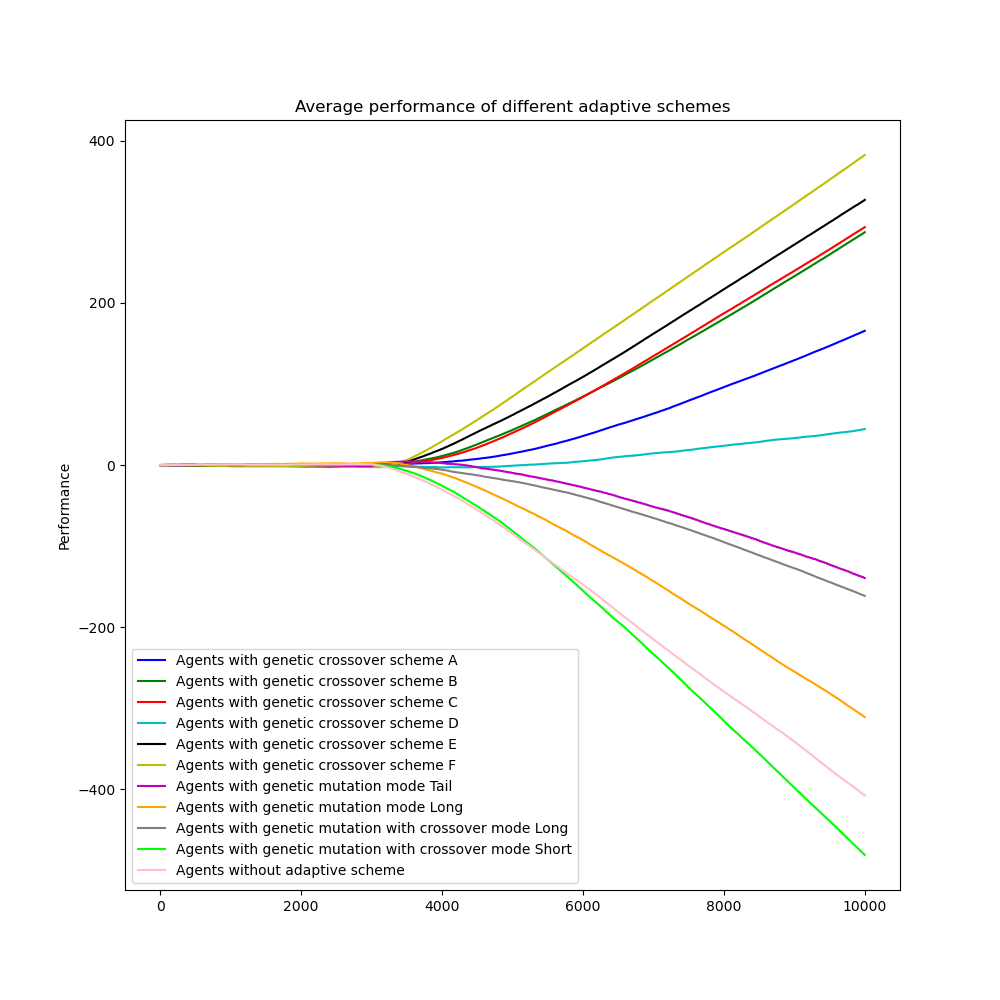 Average performance of different adaptive schemes
400
200
0
−200
−400
Performance
Agents with genetic crossover scheme A
Agents with genetic crossover scheme B
Agents with genetic crossover scheme C
Agents with genetic crossover scheme D
Agents with genetic crossover scheme E
Agents with genetic crossover scheme F
Agents with genetic mutation mode Tail
Agents with genetic mutation mode Long
Agents with genetic mutation with crossover mode Long
Agents with genetic mutation with crossover mode Short
Agents without adaptive scheme
0 2000 4000 6000 8000 10000